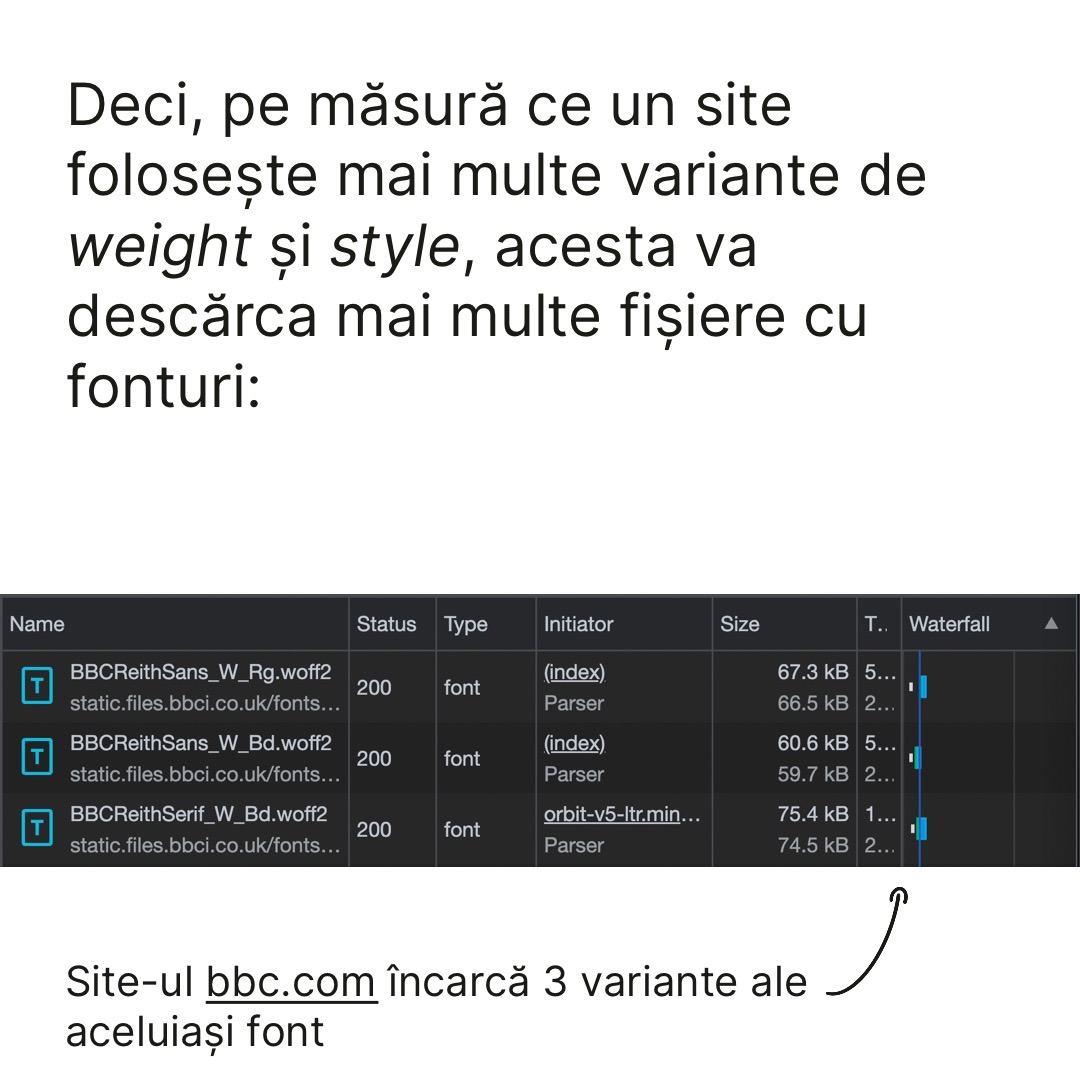 Deci, pe măsură ce un site
folosește mai multe variante de
weight și style, acesta va
descărca mai multe fișiere cu
fonturi:
Name Status Type Initiator Size T.. Waterfall
T BBCReithSans_W_Rg.woff2 200 font (index) 67.3 kB 5...
static.files.bbci.co.uk/fonts... Parser 66.5 kB 2...
T BBCReithSans_W_Bd.woff2 200 font (index) 60.6 kB 5...
static.files.bbci.co.uk/fonts... Parser 59.7 kB 2...
T BBCReithSerif_W_Bd.woff2 200 font orbit-v5-ltr.min... 75.4 kB 1...
static.files.bbci.co.uk/fonts... Parser 74.5 kB 2...
Site-ul bbc.com încarcă 3 variante ale
aceluiași font